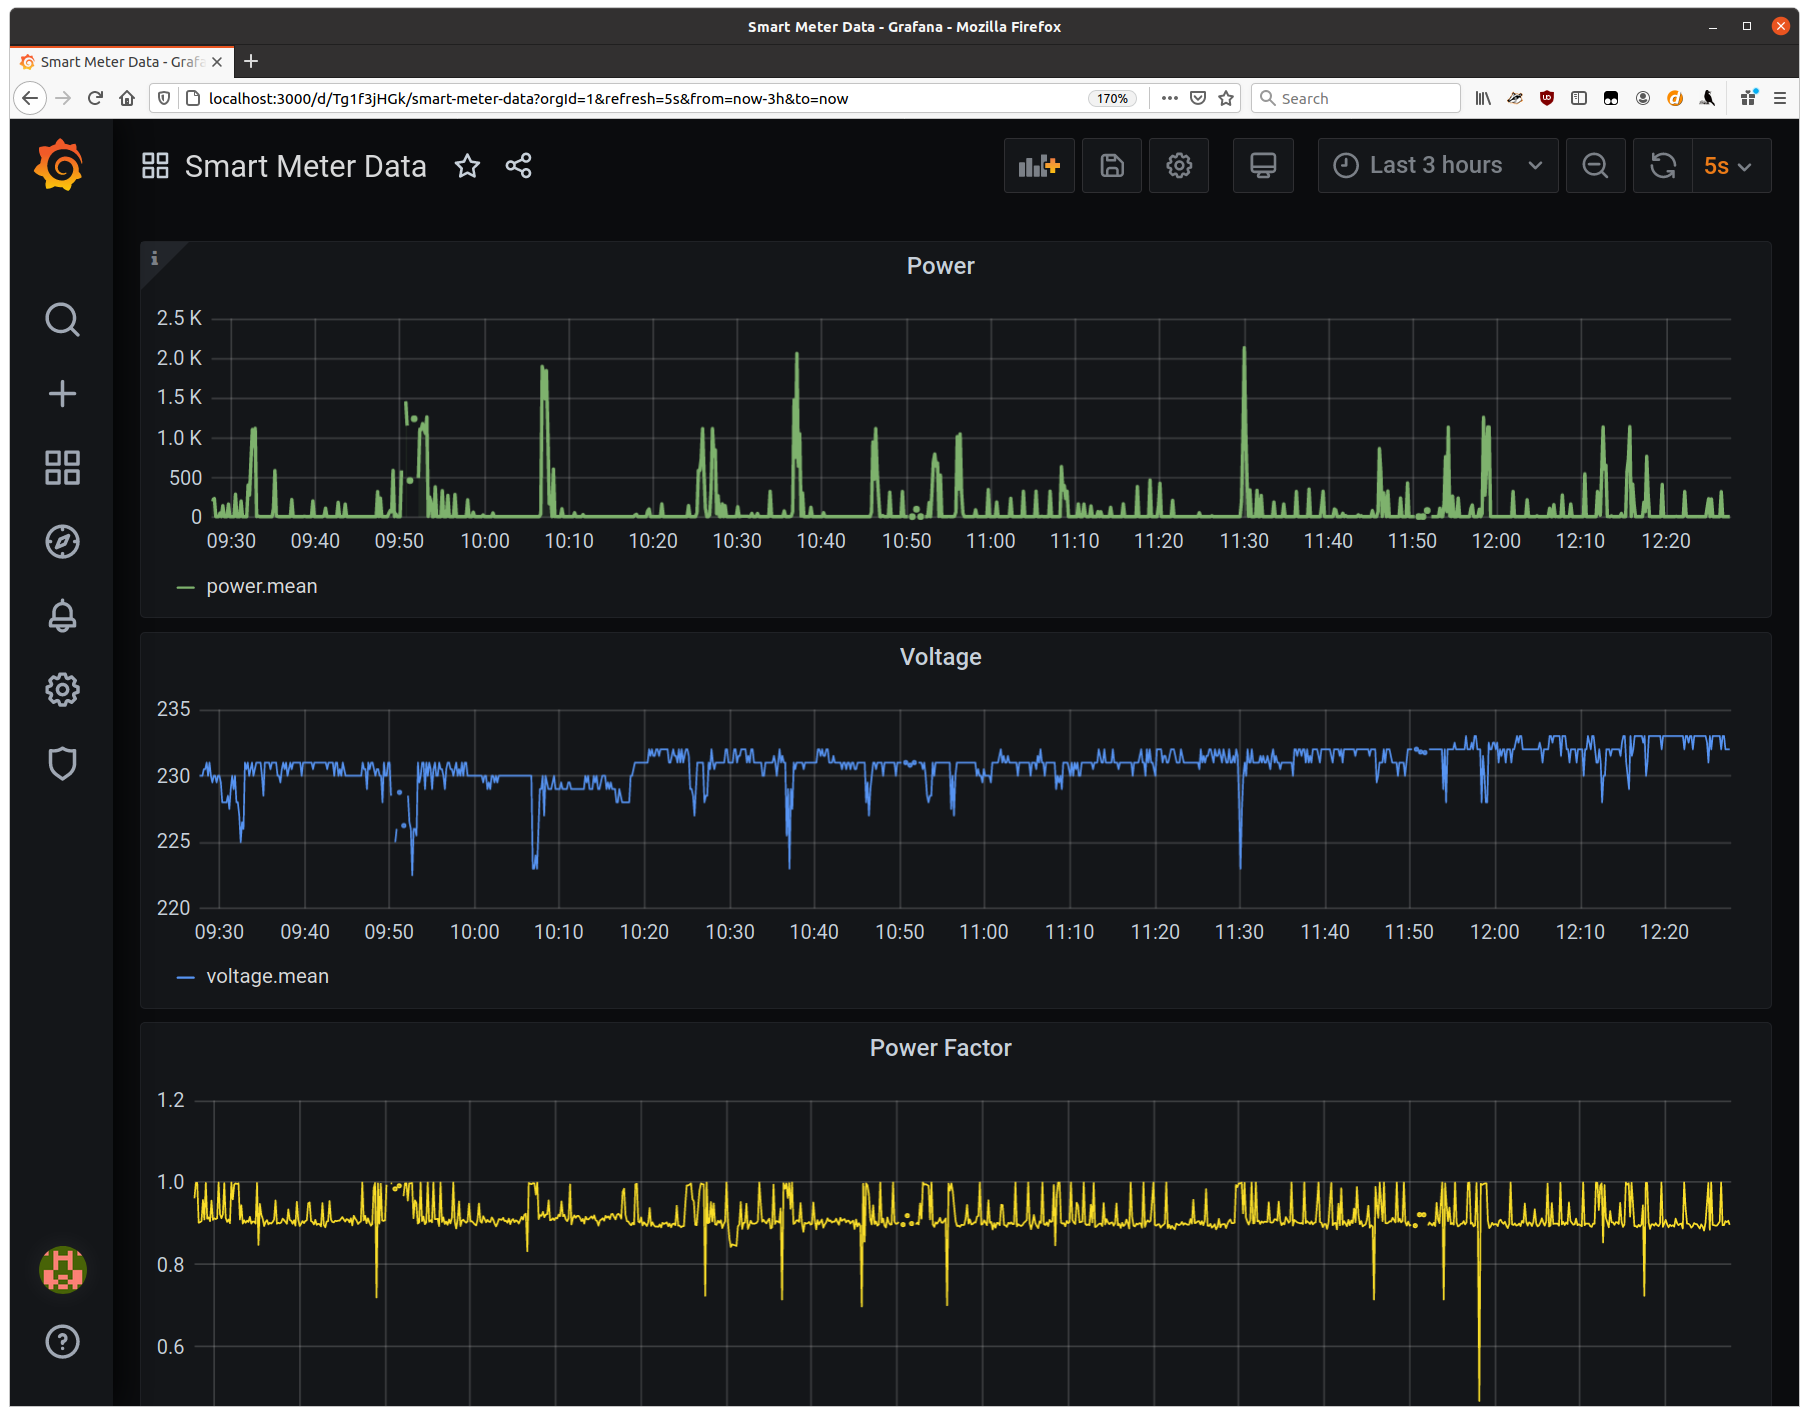 Smart Meter Data - Grafana - Mozilla Firefox
Smart Meter Data - Grafa
localhost:3000/d/Tg1f3jHGk/smart-meter-data?orgId=1&refresh=5s&from=now-3h&to=now
170%
Search
Smart Meter Data
Last 3 hours
5s
Power
2.5 K
2.0 K
1.5 K
1.0 K
500
0
09:30 09:40 09:50 10:00 10:10 10:20 10:30 10:40 10:50 11:00 11:10 11:20 11:30 11:40 11:50 12:00 12:10 12:20
power.mean
Voltage
235
230
225
220
09:30 09:40 09:50 10:00 10:10 10:20 10:30 10:40 10:50 11:00 11:10 11:20 11:30 11:40 11:50 12:00 12:10 12:20
voltage.mean
Power Factor
1.2
1.0
0.8
0.6